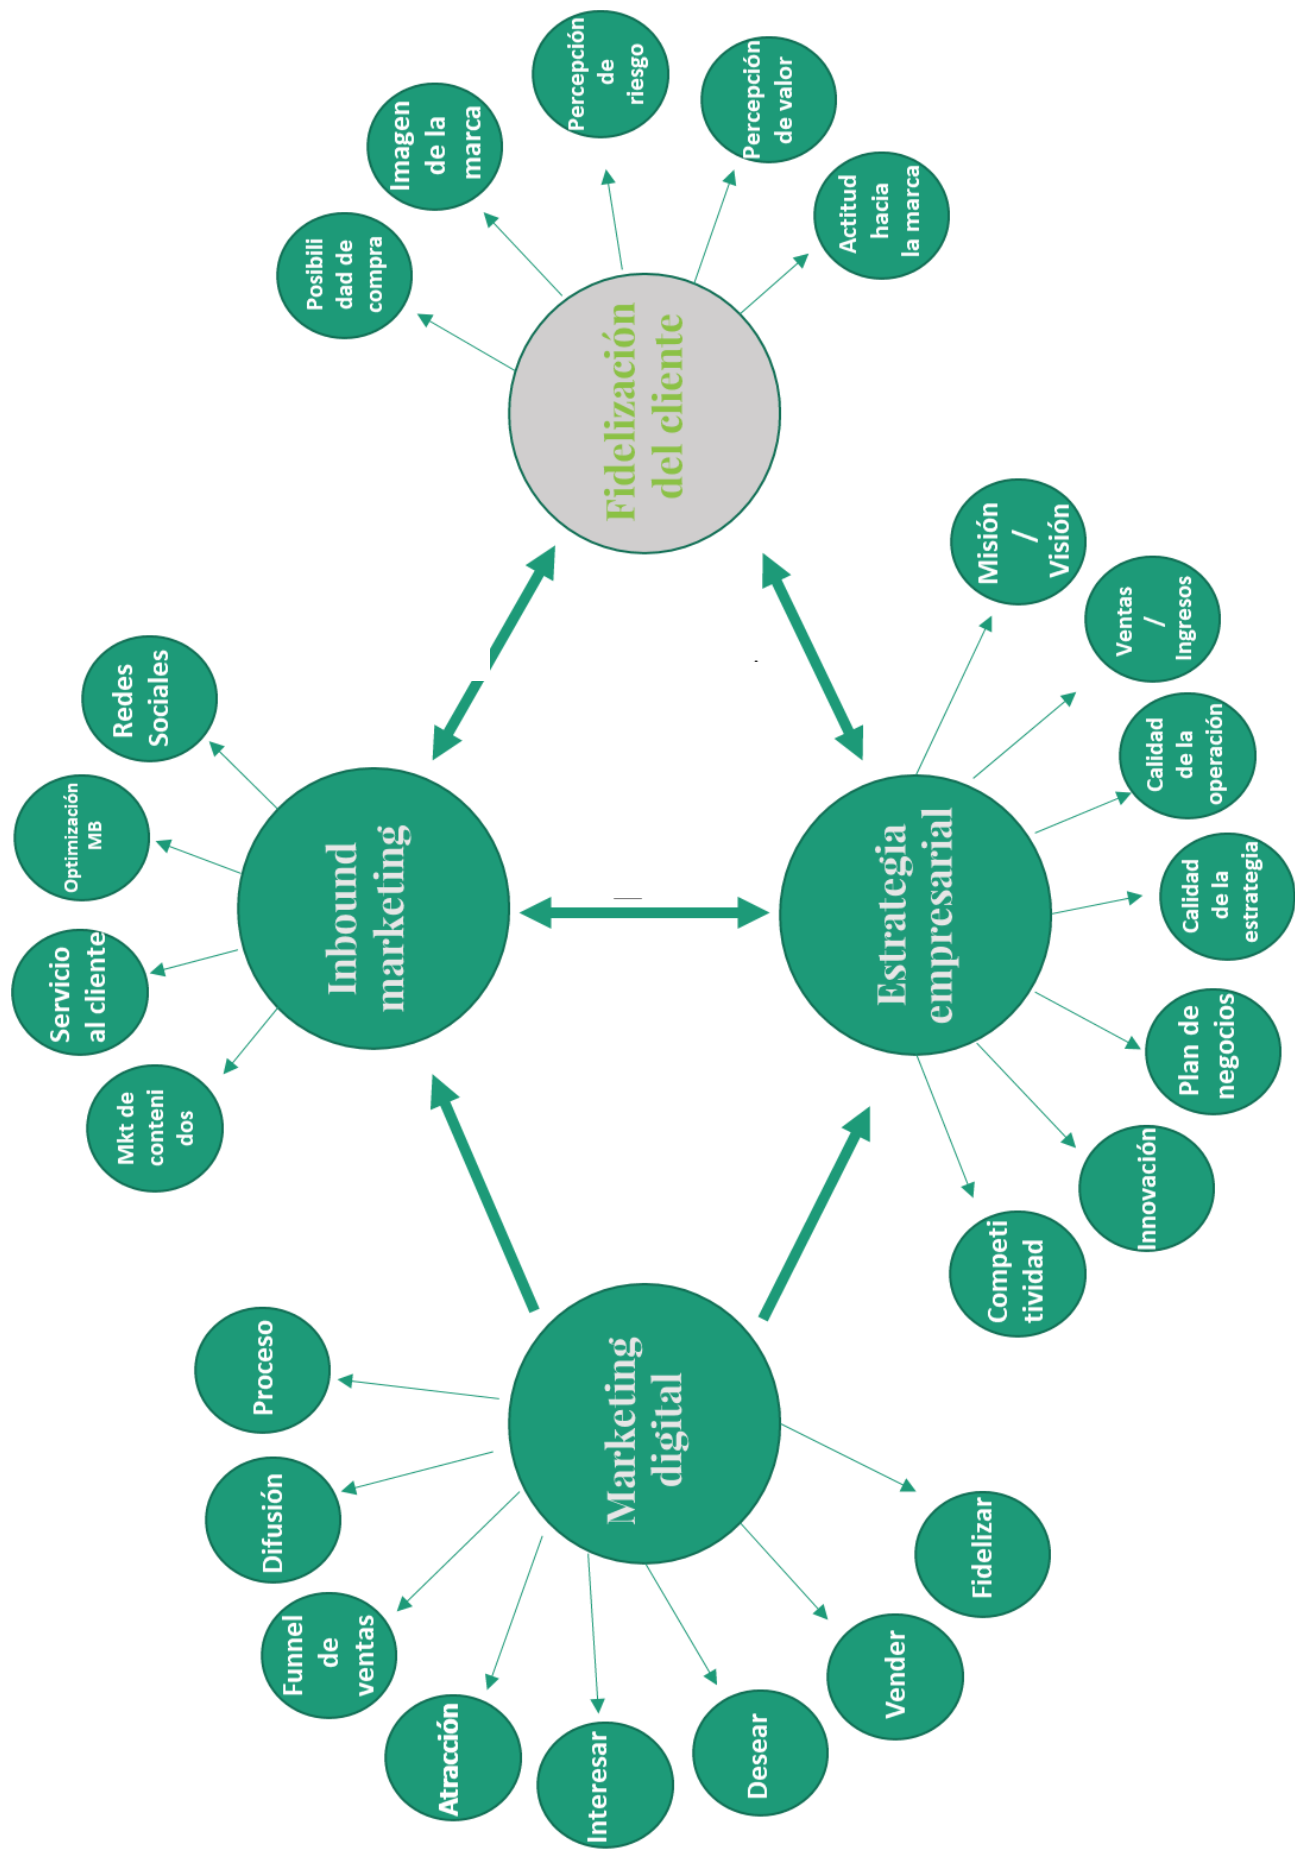 Proceso
Difusión
Funnel
de
ventas
Atracción
Interesar
Desear
Vender
Fidelizar
Marketing
digital
Mkt de
conteni
dos
Servicio
al cliente
Optimización
MB
Redes
Sociales
Inbound
marketing
Estrategia
empresarial
Competi
tividad
Innovación
Plan de
negocios
Calidad
de la
estrategia
Calidad
de la
operación
Ventas
/
Ingresos
Misión
/
Visión
Fidelización
del cliente
Posibili
dad de
compra
Imagen
de la
marca
Percepción
de
riesgo
Percepción
de valor
Actitud
hacia
la marca